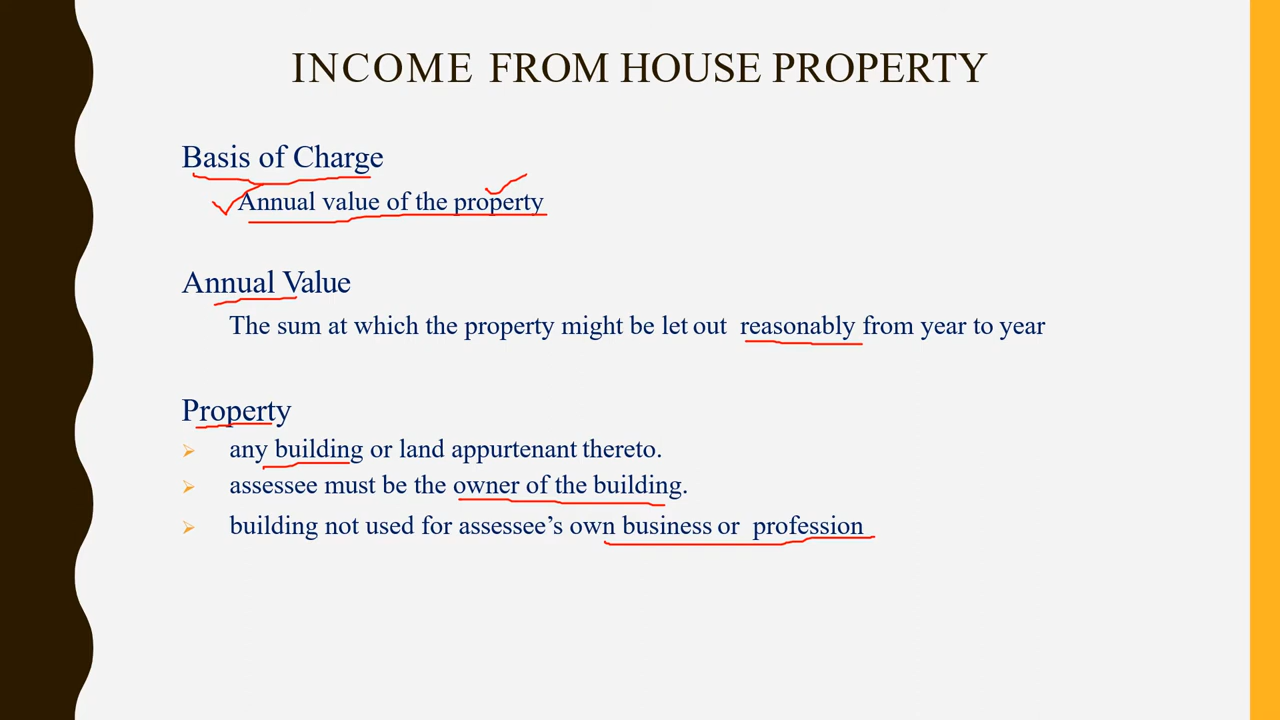 INCOME FROM HOUSE PROPERTY
Basis of Charge
Annual value of the property
Annual Value
The sum at which the property might be let out reasonably from year to year
Property
any building or land appurtenant thereto.
assessee must be the owner of the building.
building not used for assessee’s own business or profession